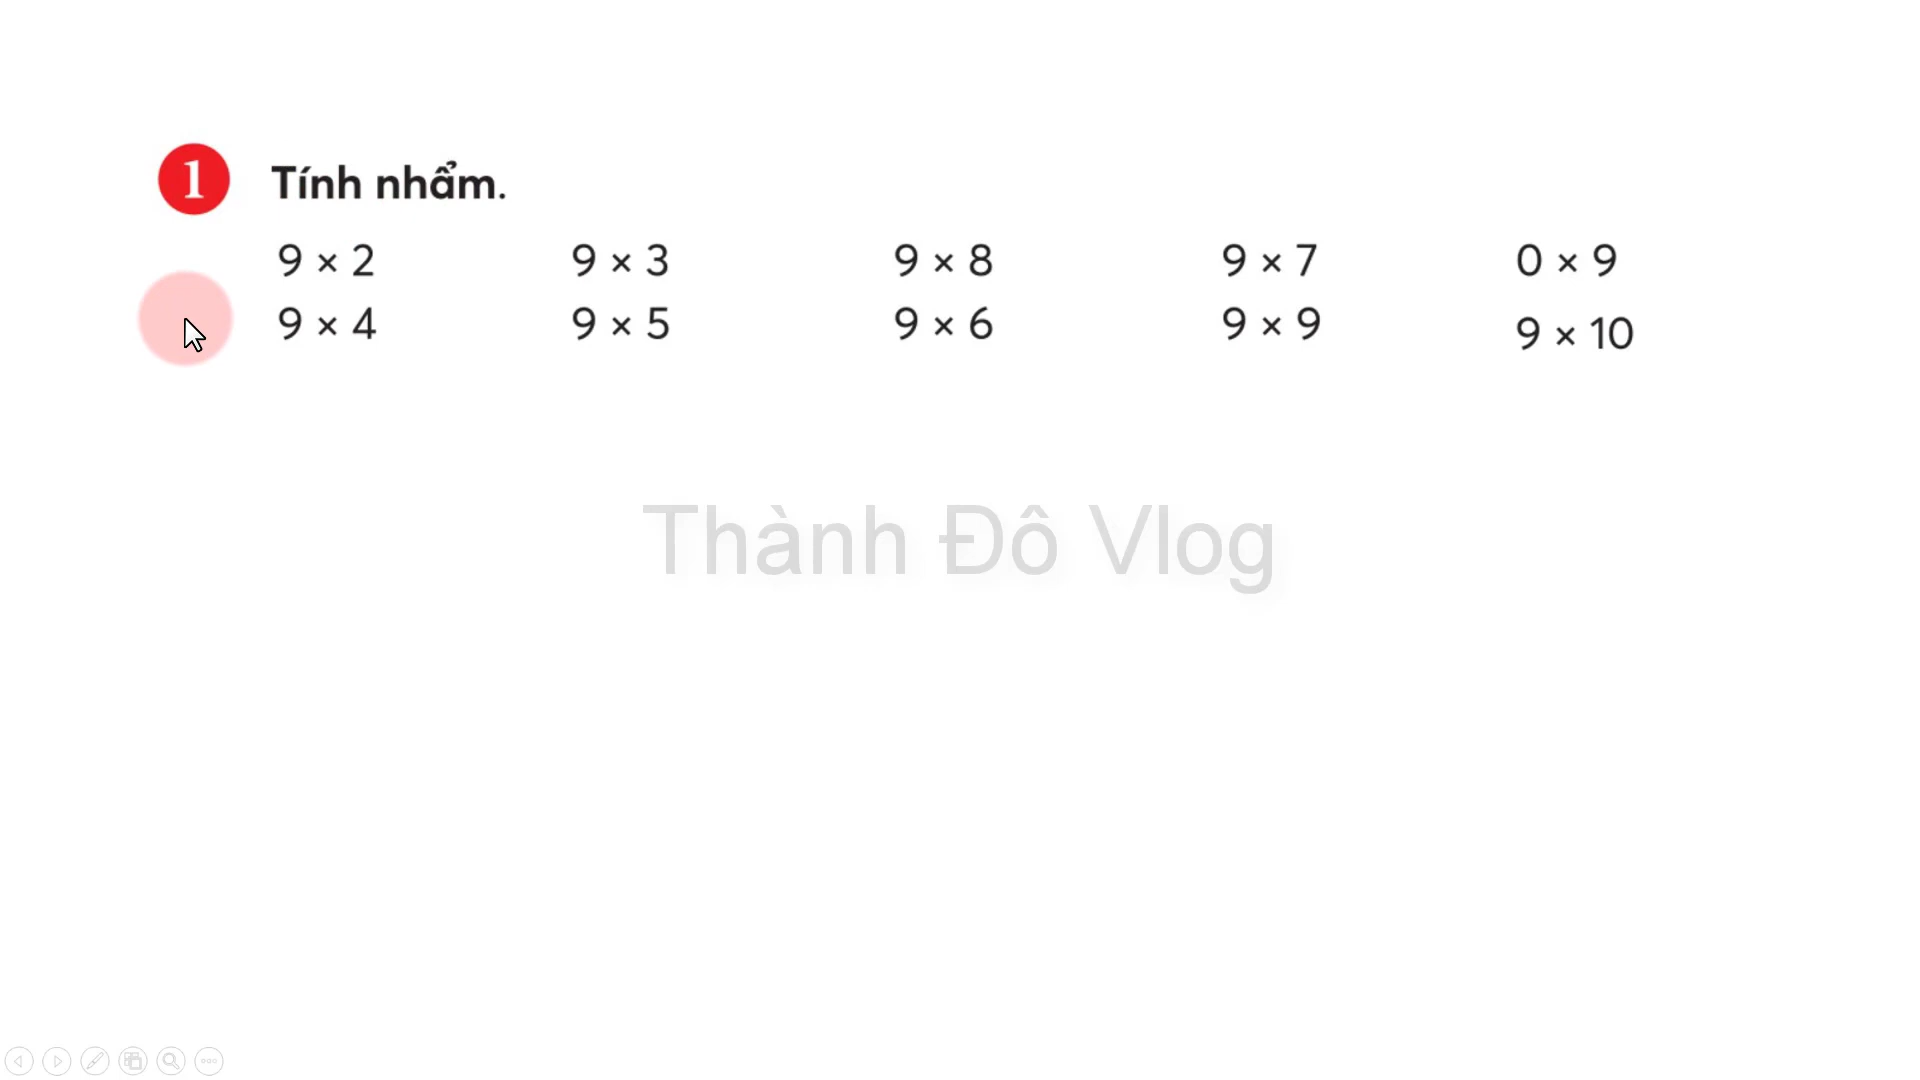 1 Tính nhẩm.
9 × 2 9 × 3 9 × 8 9 × 7 0 × 9
9 × 4 9 × 5 9 × 6 9 × 9 9 × 10
Thành Đô Vlog